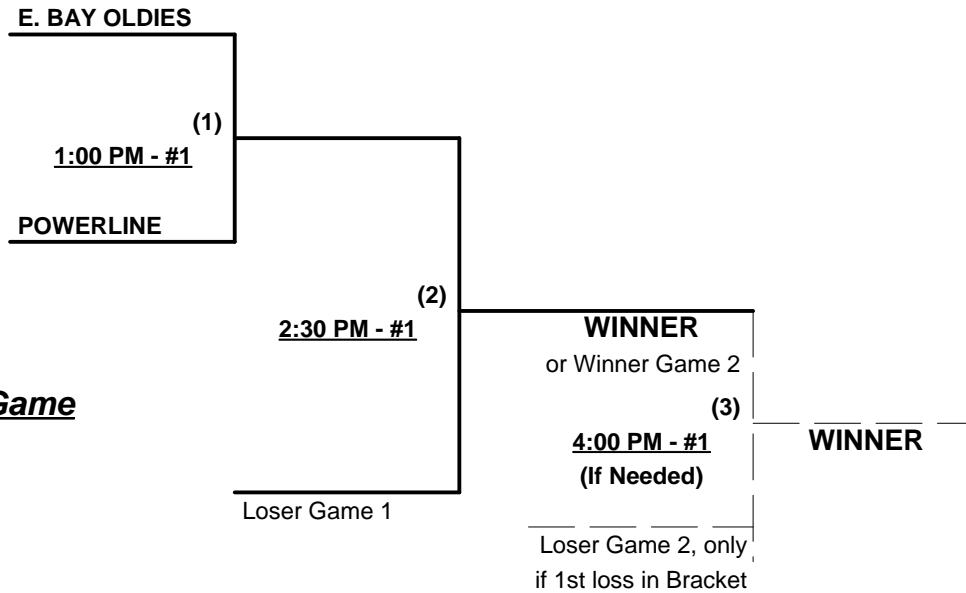 E. BAY OLDIES
(1)
1:00 PM - #1
POWERLINE
(2)
2:30 PM - #1
WINNER
or Winner Game 2
Game
(3)
4:00 PM - #1
WINNER
(If Needed)
Loser Game 1
Loser Game 2, only
if 1st loss in Bracket